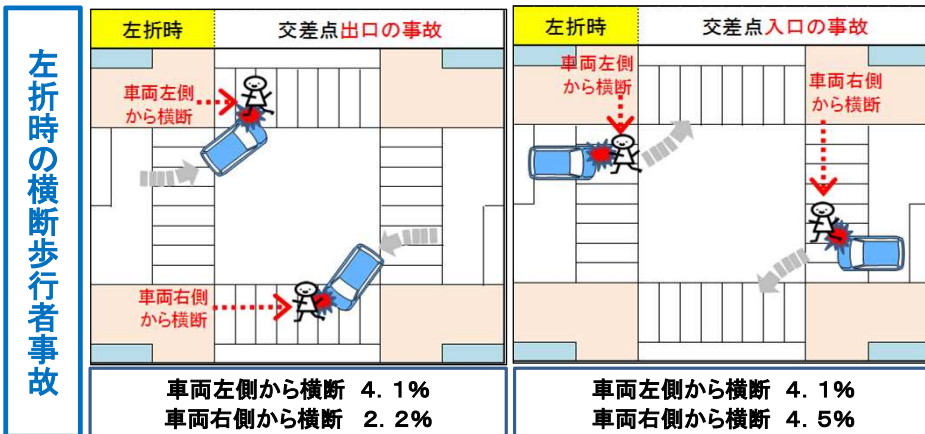 左折時の横断歩行者事故
左折時
交差点出口の事故
車両左側
から横断
車両右側
から横断
車両左側から横断 4.1%
車両右側から横断 2.2%
左折時
交差点入口の事故
車両左側
から横断
車両右側
から横断
車両左側から横断 4.1%
車両右側から横断 4.5%